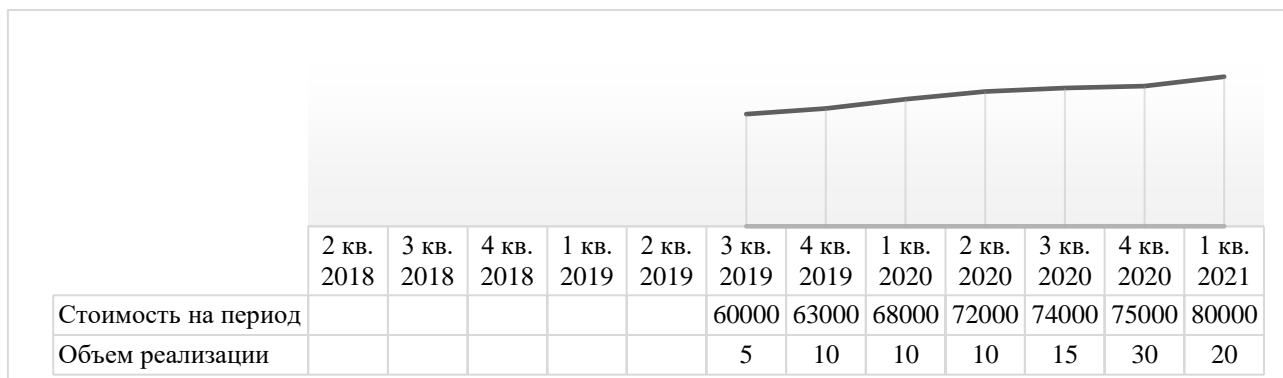 2 кв. 3 кв. 4 кв. 1 кв. 2 кв. 3 кв. 4 кв. 1 кв. 2 кв. 3 кв. 4 кв. 1 кв.
2018 2018 2018 2019 2019 2019 2019 2020 2020 2020 2020 2021
Стоимость на период 60000 63000 68000 72000 74000 75000 80000
Объем реализации 5 10 10 10 15 30 20